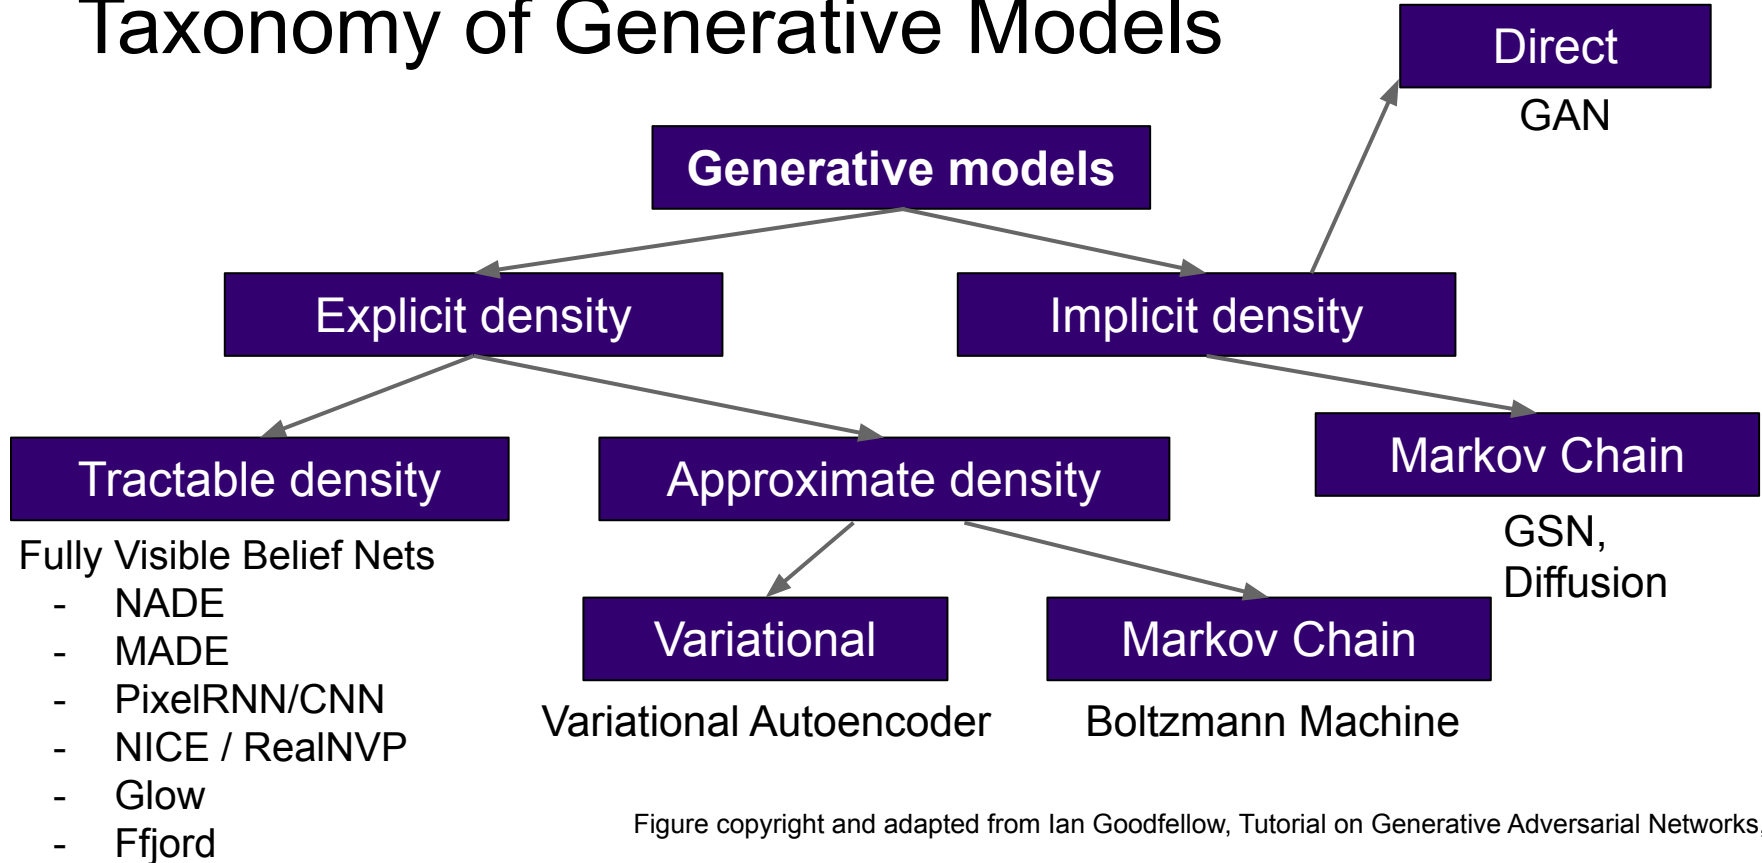 Taxonomy of Generative Models
Direct
GAN
Generative models
Explicit density
Implicit density
Tractable density
Approximate density
Markov Chain
GSN,
Diffusion
Fully Visible Belief Nets
- NADE
- MADE
- PixelRNN/CNN
- NICE / RealNVP
- Glow
- Ffjord
Variational
Markov Chain
Variational Autoencoder
Boltzmann Machine
Figure copyright and adapted from Ian Goodfellow, Tutorial on Generative Adversarial Networks,